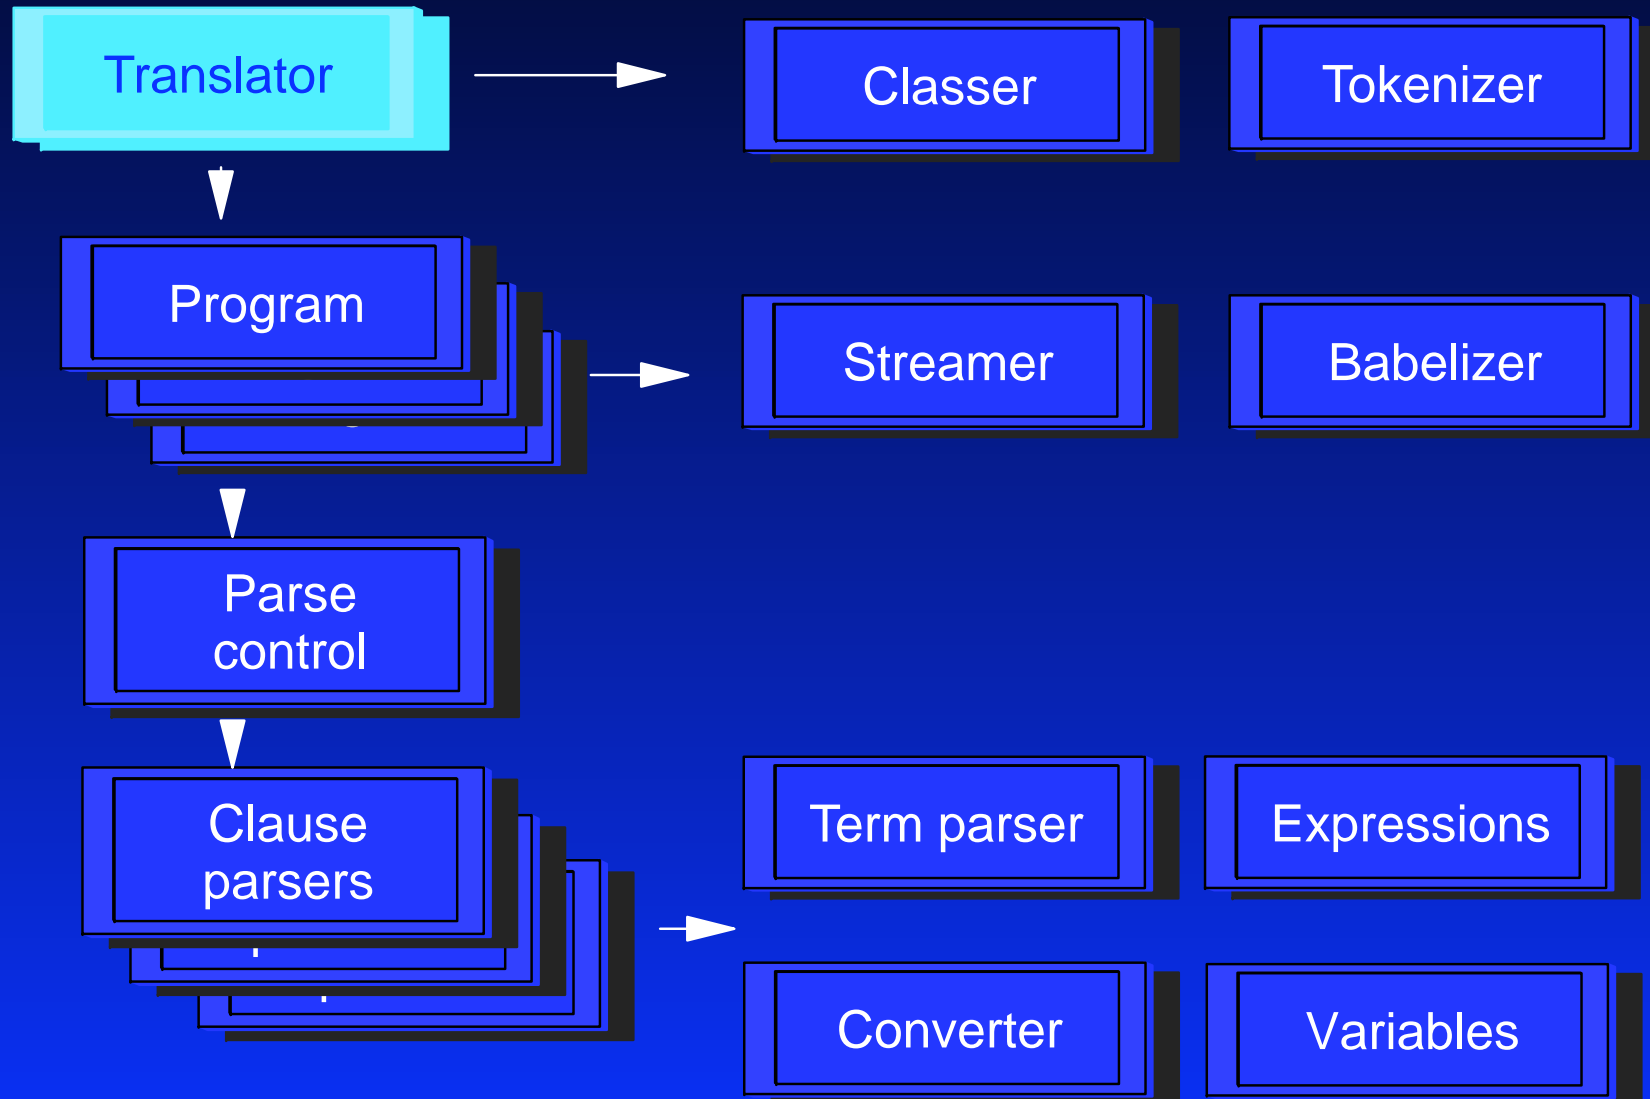 Translator
Classer
Tokenizer
Program
Streamer
Babelizer
Parse
control
Clause
parsers
Term parser
Expressions
Converter
Variables